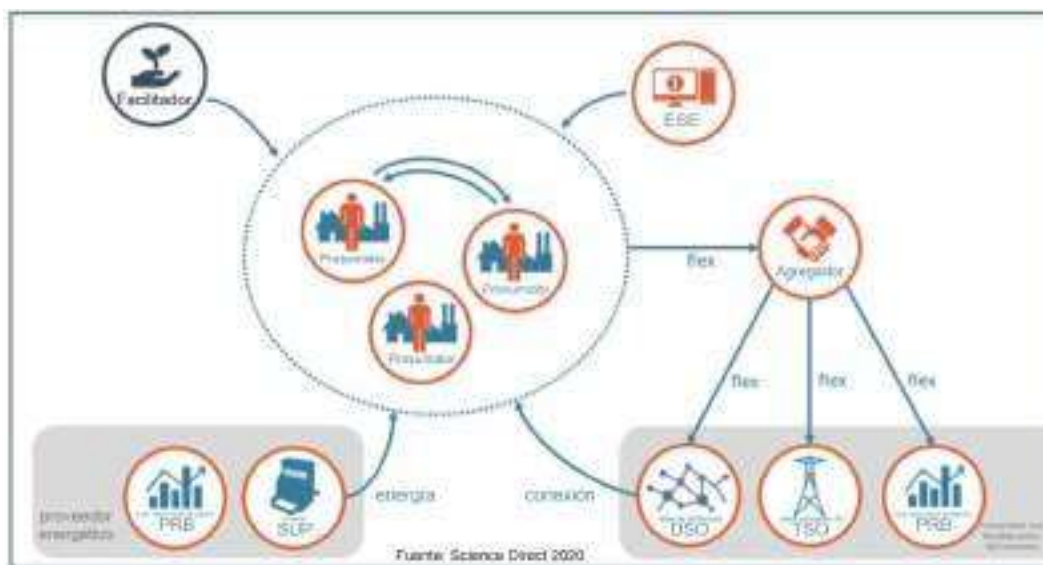 Facilitador
ESE
Prosumidor
Prosumidor
Prosumidor
flex
Agregador
flex
flex
flex
energía
conexión
proveedor
energético
PRB
SUP
DSO
TSO
PRB
Fuente: Science Direct 2020